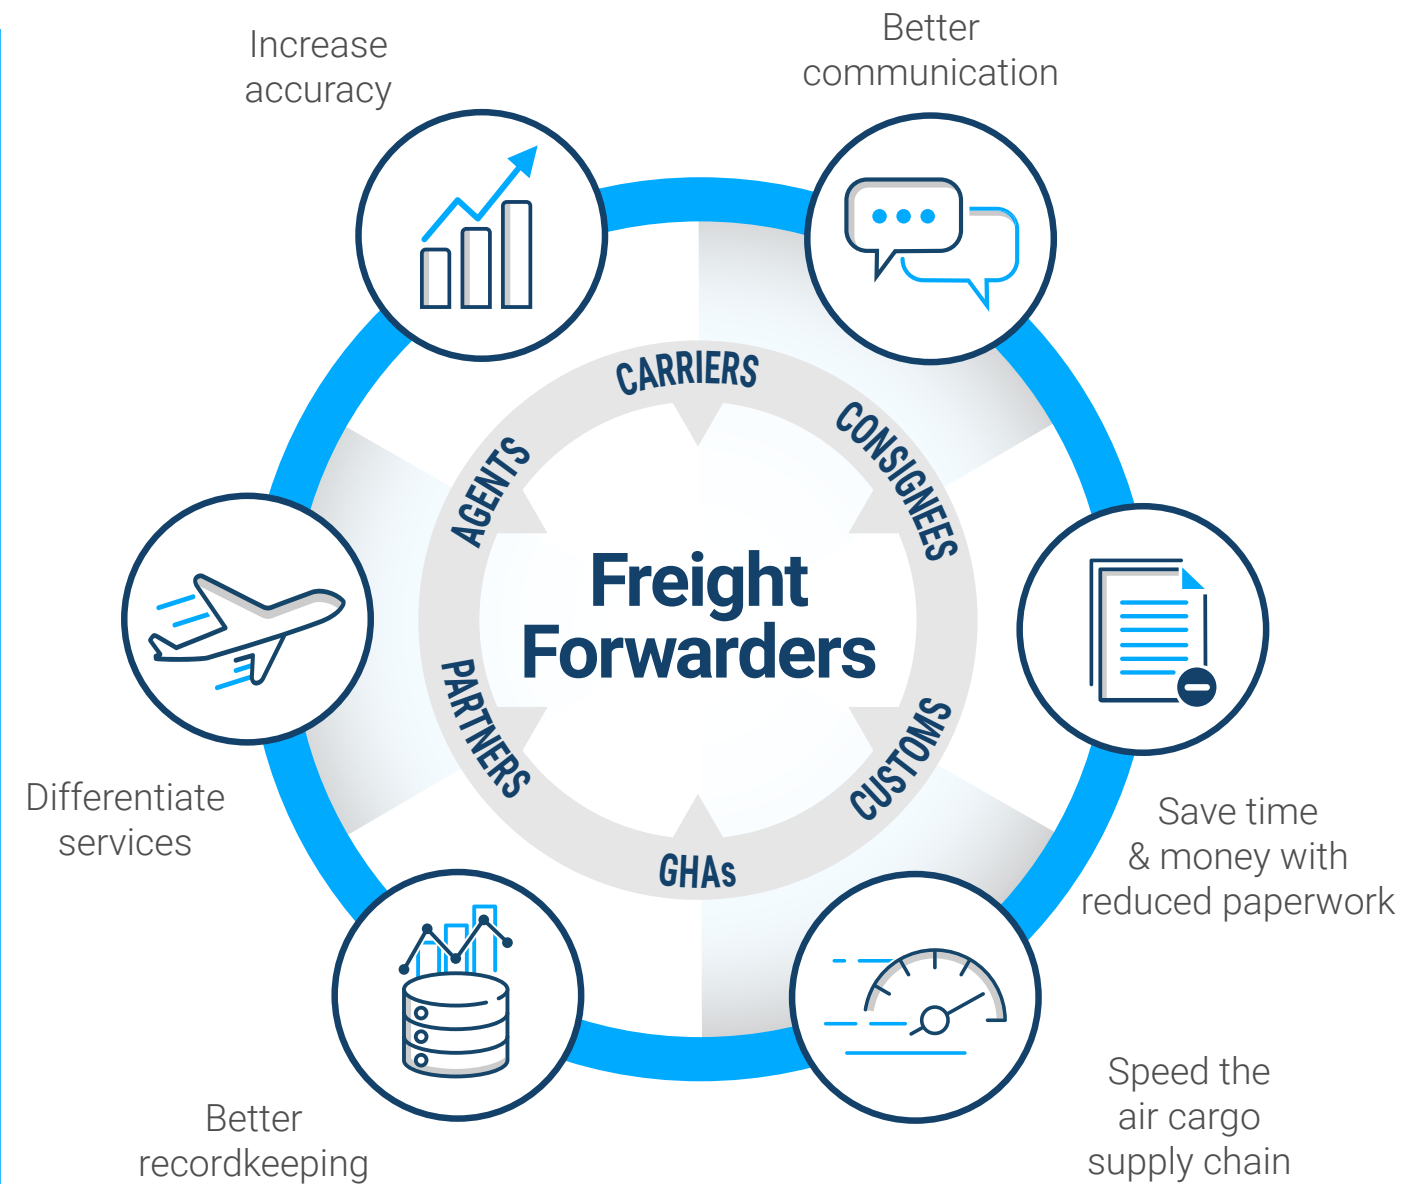 Increase
accuracy
Better
communication
CARRIERS
CONSIGNEES
AGENTS
Freight
Forwarders
PARTNERS
CUSTOMS
GHAs
Differentiate
services
Save time
& money with
reduced paperwork
Better
recordkeeping
Speed the
air cargo
supply chain